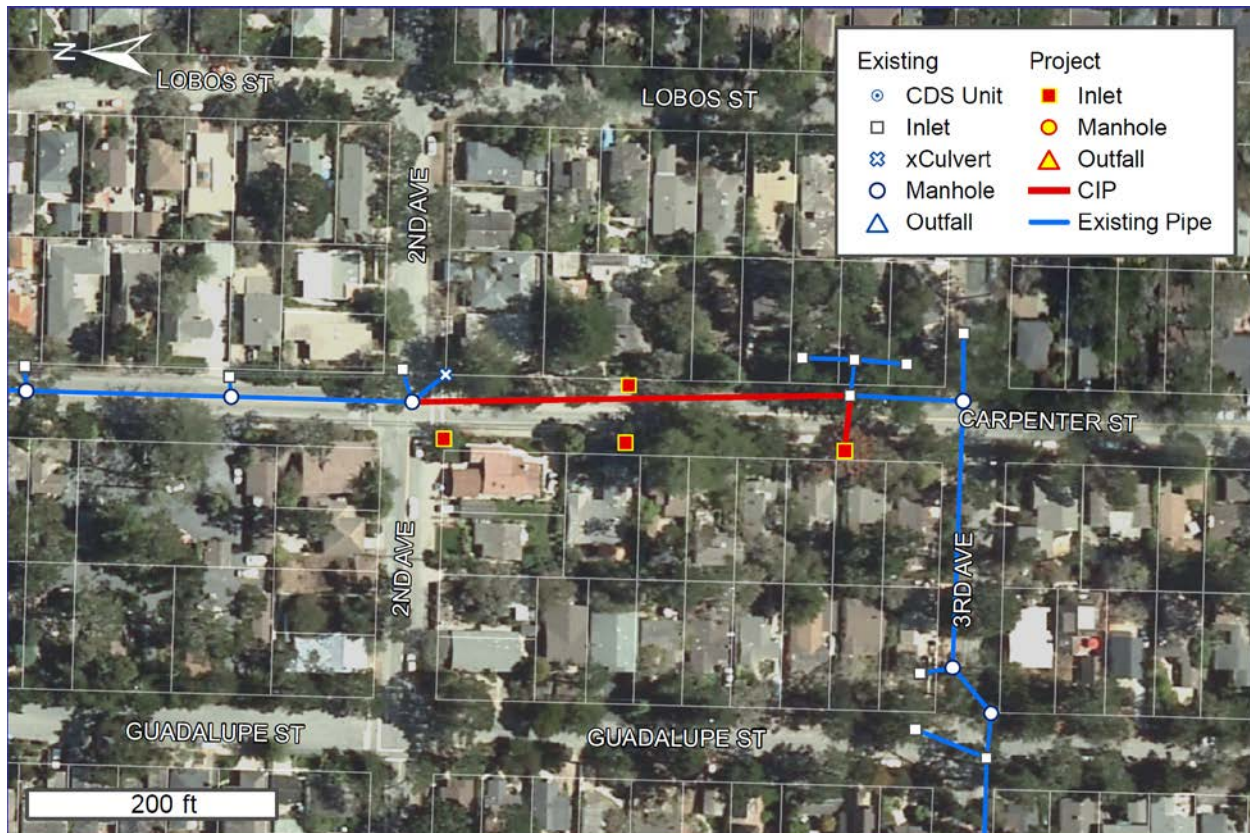 N
LOBOS ST
LOBOS ST
Existing
Project
CDS Unit
Inlet
Inlet
Manhole
xCulvert
Outfall
Manhole
CIP
Outfall
Existing Pipe
2ND AVE
CARPENTER ST
2ND AVE
3RD AVE
GUADALUPE ST
GUADALUPE ST
200 ft